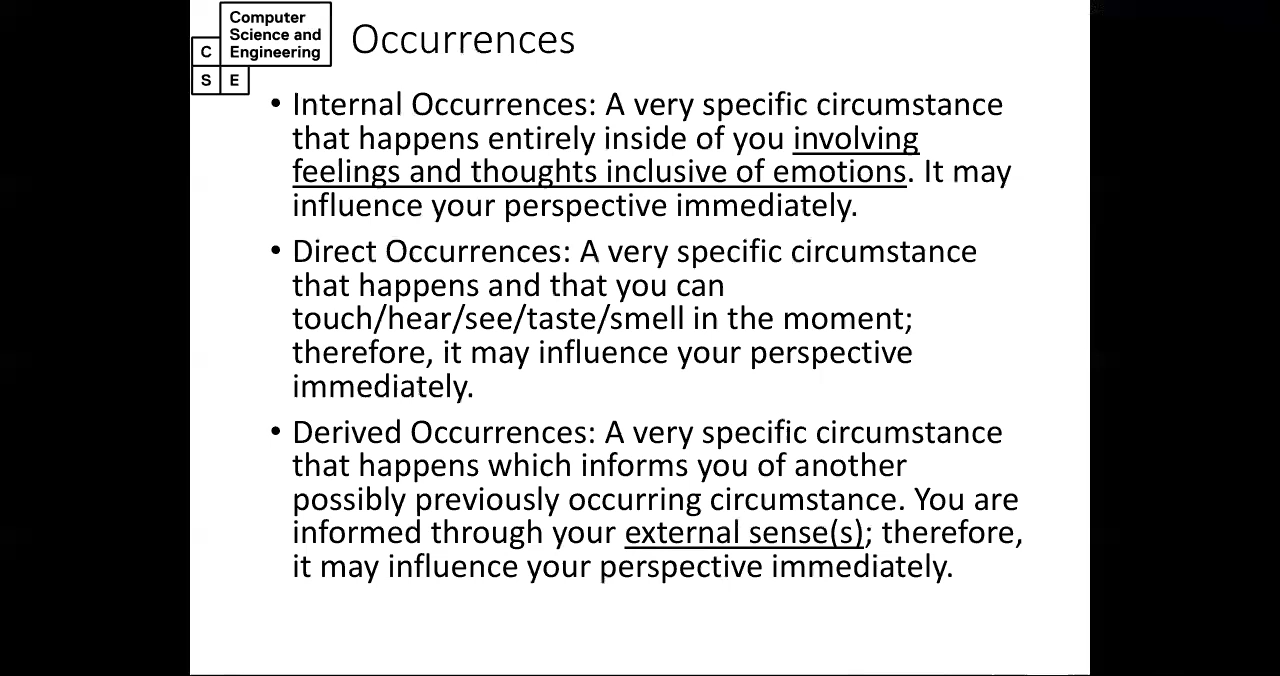 Computer
Science and
Engineering
C
S E
Occurrences
• Internal Occurrences: A very specific circumstance
that happens entirely inside of you involving
feelings and thoughts inclusive of emotions. It may
influence your perspective immediately.
• Direct Occurrences: A very specific circumstance
that happens and that you can
touch/hear/see/taste/smell in the moment;
therefore, it may influence your perspective
immediately.
• Derived Occurrences: A very specific circumstance
that happens which informs you of another
possibly previously occurring circumstance. You are
informed through your external sense(s); therefore,
it may influence your perspective immediately.